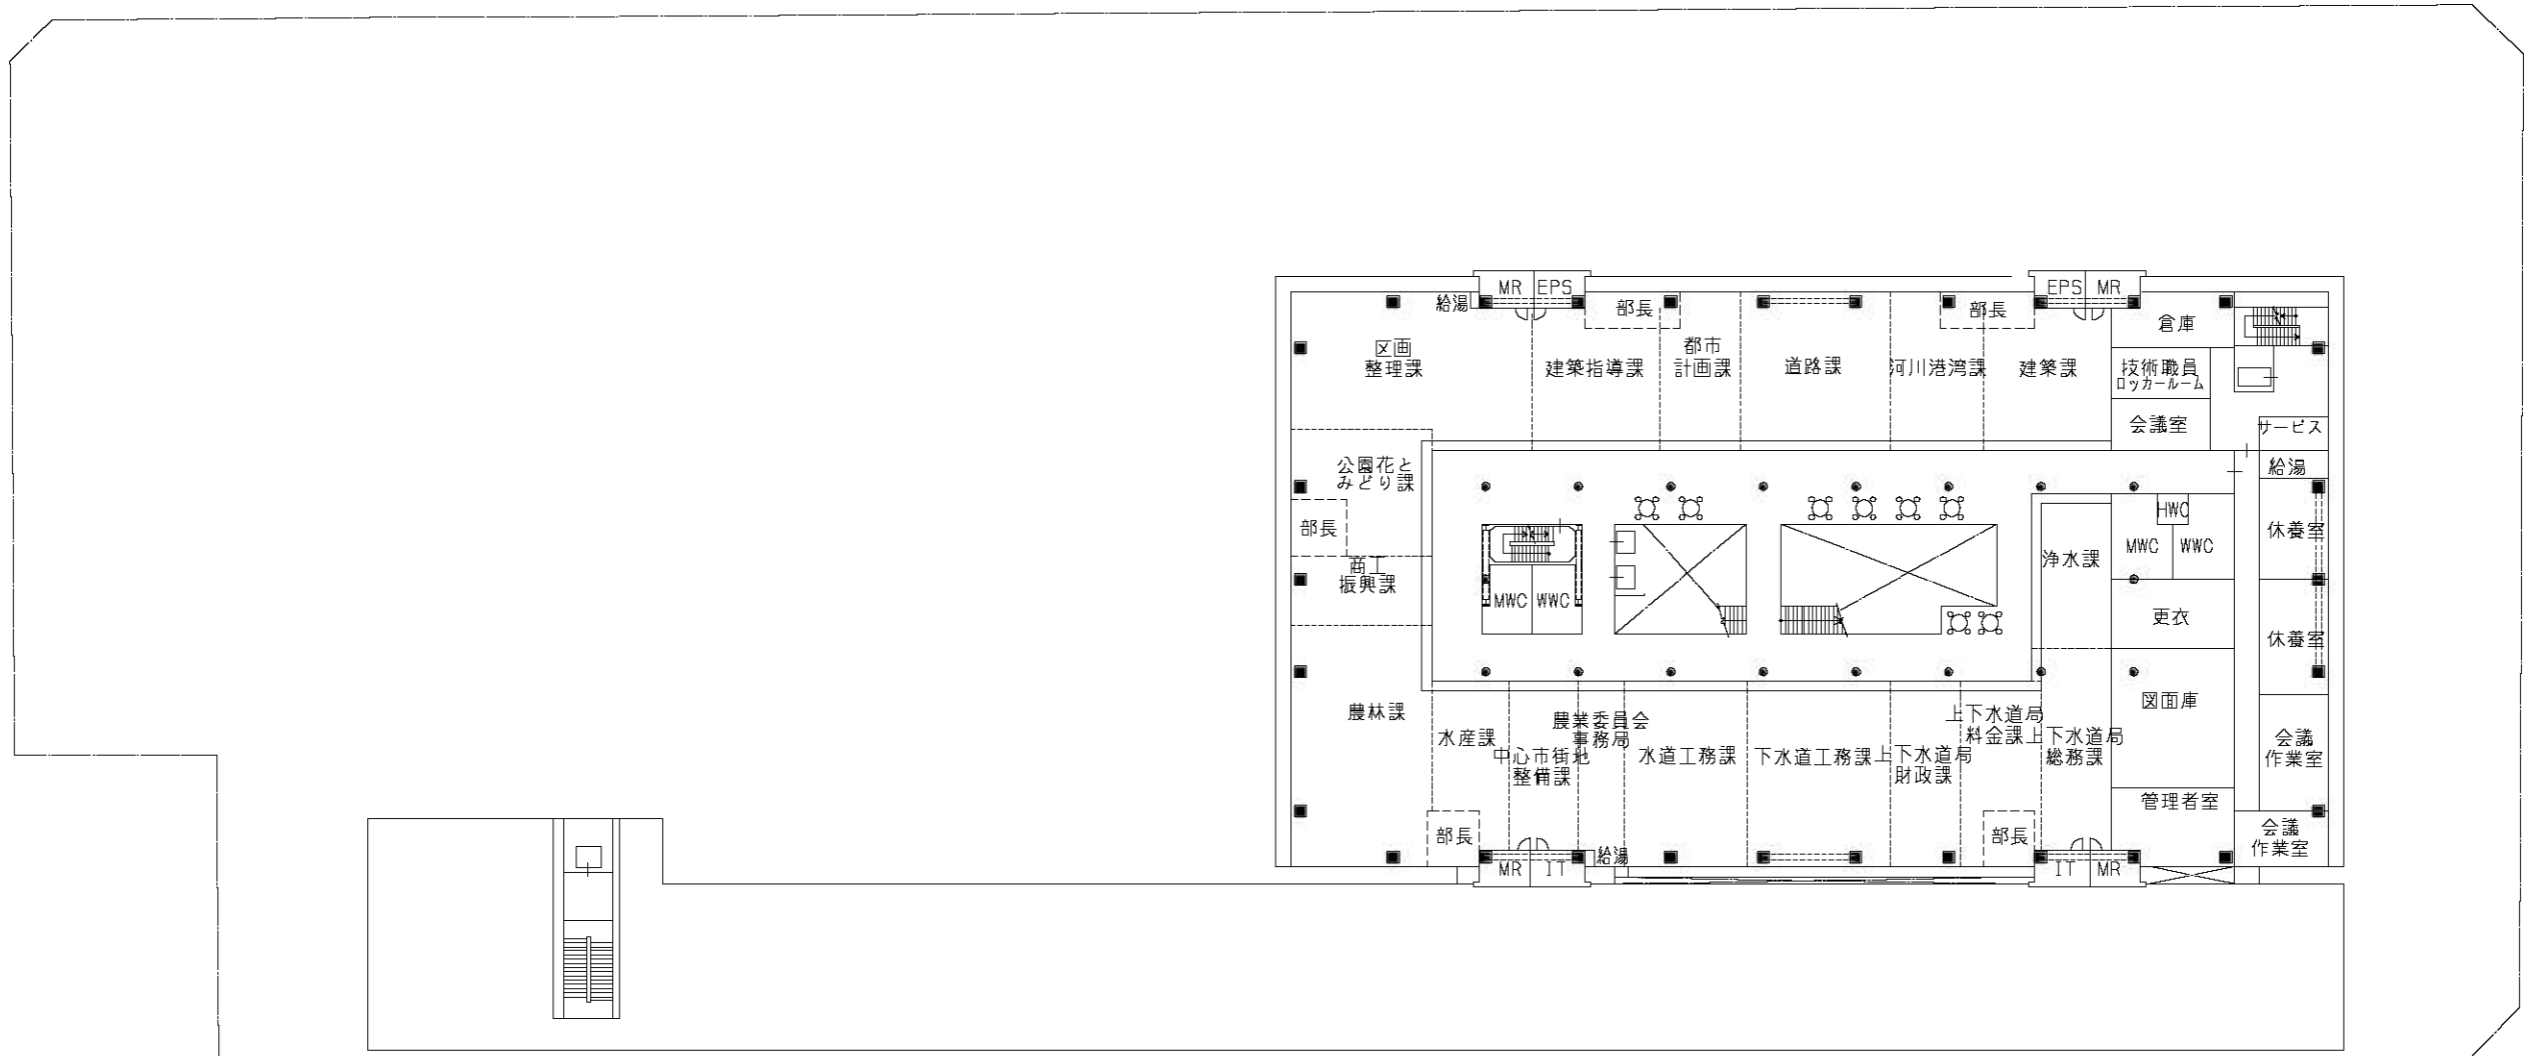 MR EPS
EPS MR
給湯
部長
部長
倉庫
区画
整理課
建築指導課
都市
計画課
道路課
河川港湾課
建築課
技術職員
ロッカールーム
会議室
サービス
給湯
公園花と
みどり課
部長
商工
振興課
HWC
MWC WWC
休養室
浄水課
MWC WWC
更衣
休養室
農林課
水産課
農業委員会
事務局
中心市街地
整備課
水道工務課
下水道工務課
上下水道局
財政課
上下水道局
料金課
上下水道局
総務課
図面庫
会議
作業室
管理者室
部長
給湯
部長
会議
作業室
MR IT
IT MR